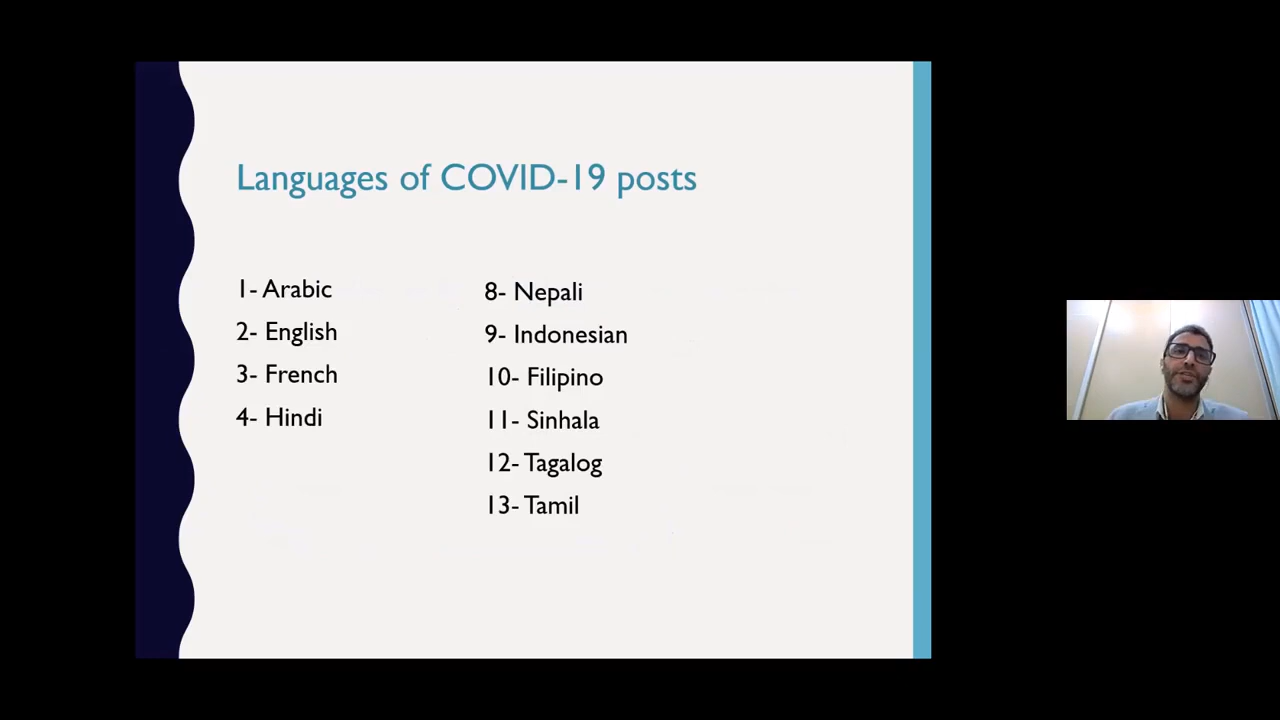 Languages of COVID-19 posts
1- Arabic
2- English
3- French
4- Hindi
8- Nepali
9- Indonesian
10- Filipino
11- Sinhala
12- Tagalog
13- Tamil